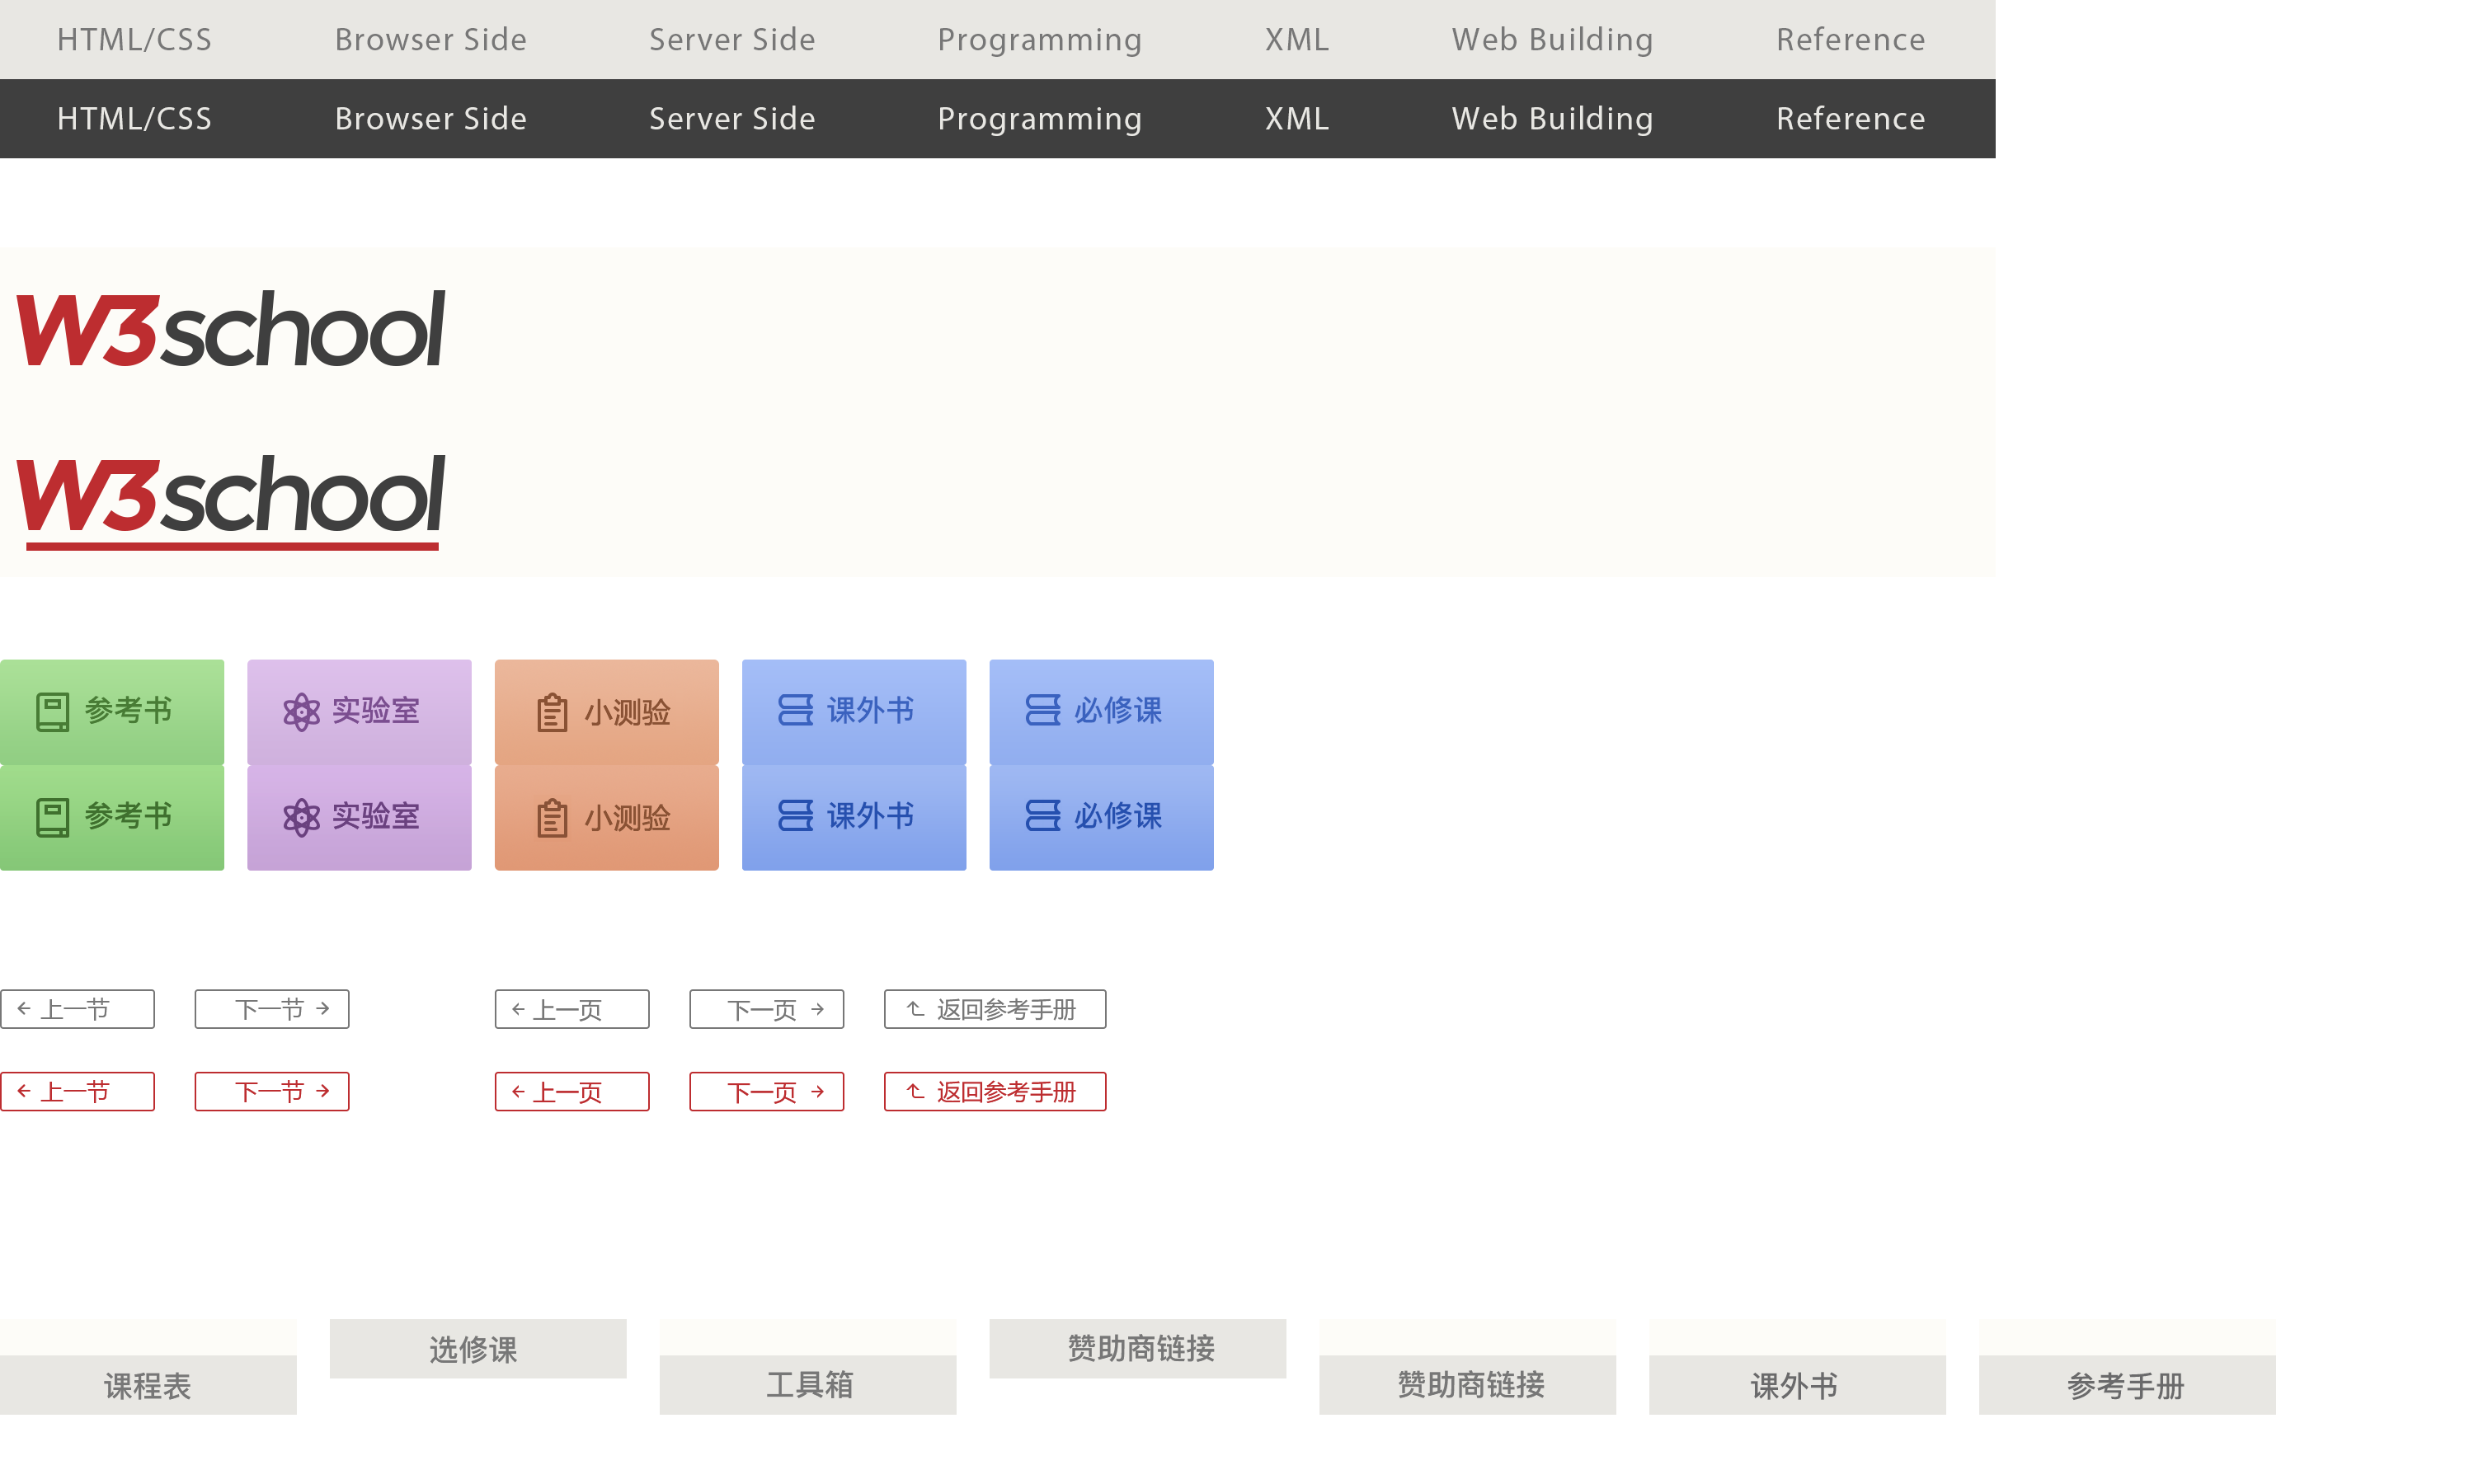 HTML/CSS Browser Side Server Side Programming XML Web Building Reference
HTML/CSS Browser Side Server Side Programming XML Web Building Reference
W3school
W3school
参考书 实验室 小测验 课外书 必修课
参考书 实验室 小测验 课外书 必修课
上一节 下一节 上一页 下一页 返回参考手册
上一节 下一节 上一页 下一页 返回参考手册
课程表 选修课 工具箱 赞助商链接 赞助商链接 课外书 参考手册